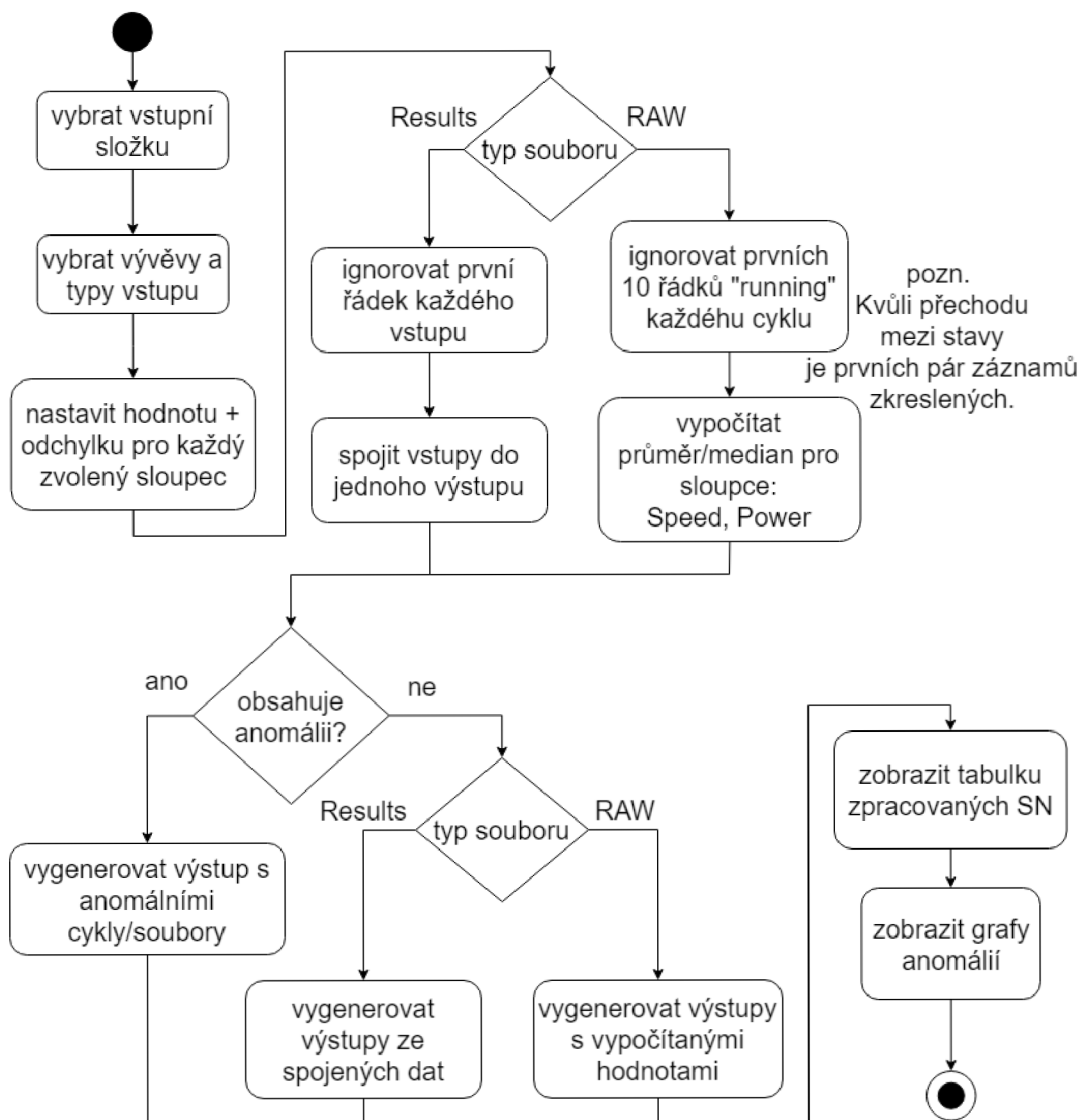 vybrat vstupní
složku
vybrat vývěvy a
typy vstupu
nastavit hodnotu +
odchylku pro každý
zvolený sloupec
Results
RAW
typ souboru
ignorovat první
řádek každého
vstupu
spojit vstupy do
jednoho výstupu
ignorovat prvních
10 řádků "running"
každéhu cyklu
pozn.
Kvůli přechodu
mezi stavy
je prvních pár záznamů
zkreslených.
vypočítat
průměr/median pro
sloupce:
Speed, Power
ano
ne
obsahuje
anomálii?
Results
RAW
typ souboru
vygenerovat výstup s
anomálními
cykly/soubory
vygenerovat
výstupy ze
spojených dat
vygenerovat výstupy
s vypočítanými
hodnotami
zobrazit tabulku
zpracovaných SN
zobrazit grafy
anomálií